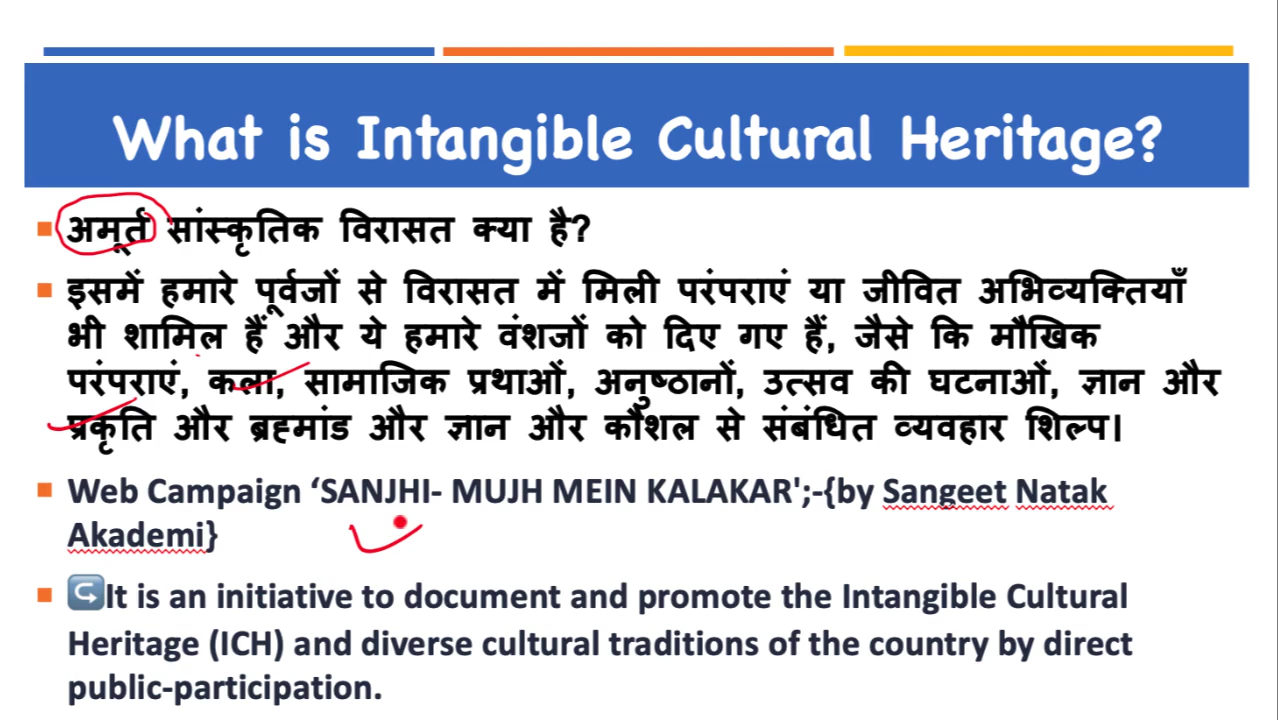 What is Intangible Cultural Heritage?
अमूर्त सांस्कृतिक विरासत क्या है?
इसमें हमारे पूर्वजों से विरासत में मिली परंपराएं या जीवित अभिव्यक्तियाँ
भी शामिल हैं और ये हमारे वंशजों को दिए गए हैं, जैसे कि मौखिक
परंपराएं, कला, सामाजिक प्रथाओं, अनुष्ठानों, उत्सव की घटनाओं, ज्ञान और
प्रकृति और ब्रह्मांड और ज्ञान और कौशल से संबंधित व्यवहार शिल्प।
Web Campaign ‘SANJHI- MUJH MEIN KALAKAR';-{by Sangeet Natak
Akademi}
It is an initiative to document and promote the Intangible Cultural
Heritage (ICH) and diverse cultural traditions of the country by direct
public-participation.